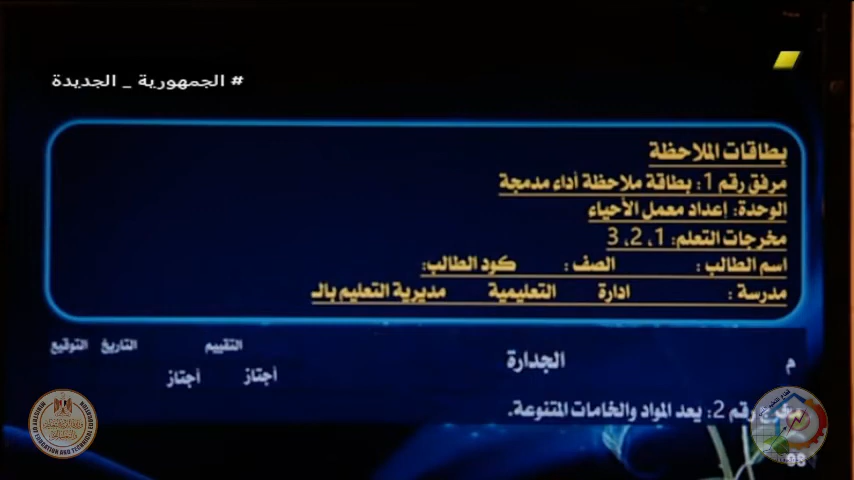 # الجمهورية _ الجديدة
بطاقات الملاحظة
مرفق رقم 1: بطاقة ملاحظة أداء مدمجة
الوحدة: إعداد معمل الأحياء
مخرجات التعلم: 1، 2، 3
اسم الطالب : الصف : كود الطالب:
مدرسة : ادارة التعليمية مديرية التعليم بالـ
م الجدارة التقييم التاريخ التوقيع
أجتاز أجتاز
مخرج رقم 2: يعد المواد والخامات المتنوعة.
98